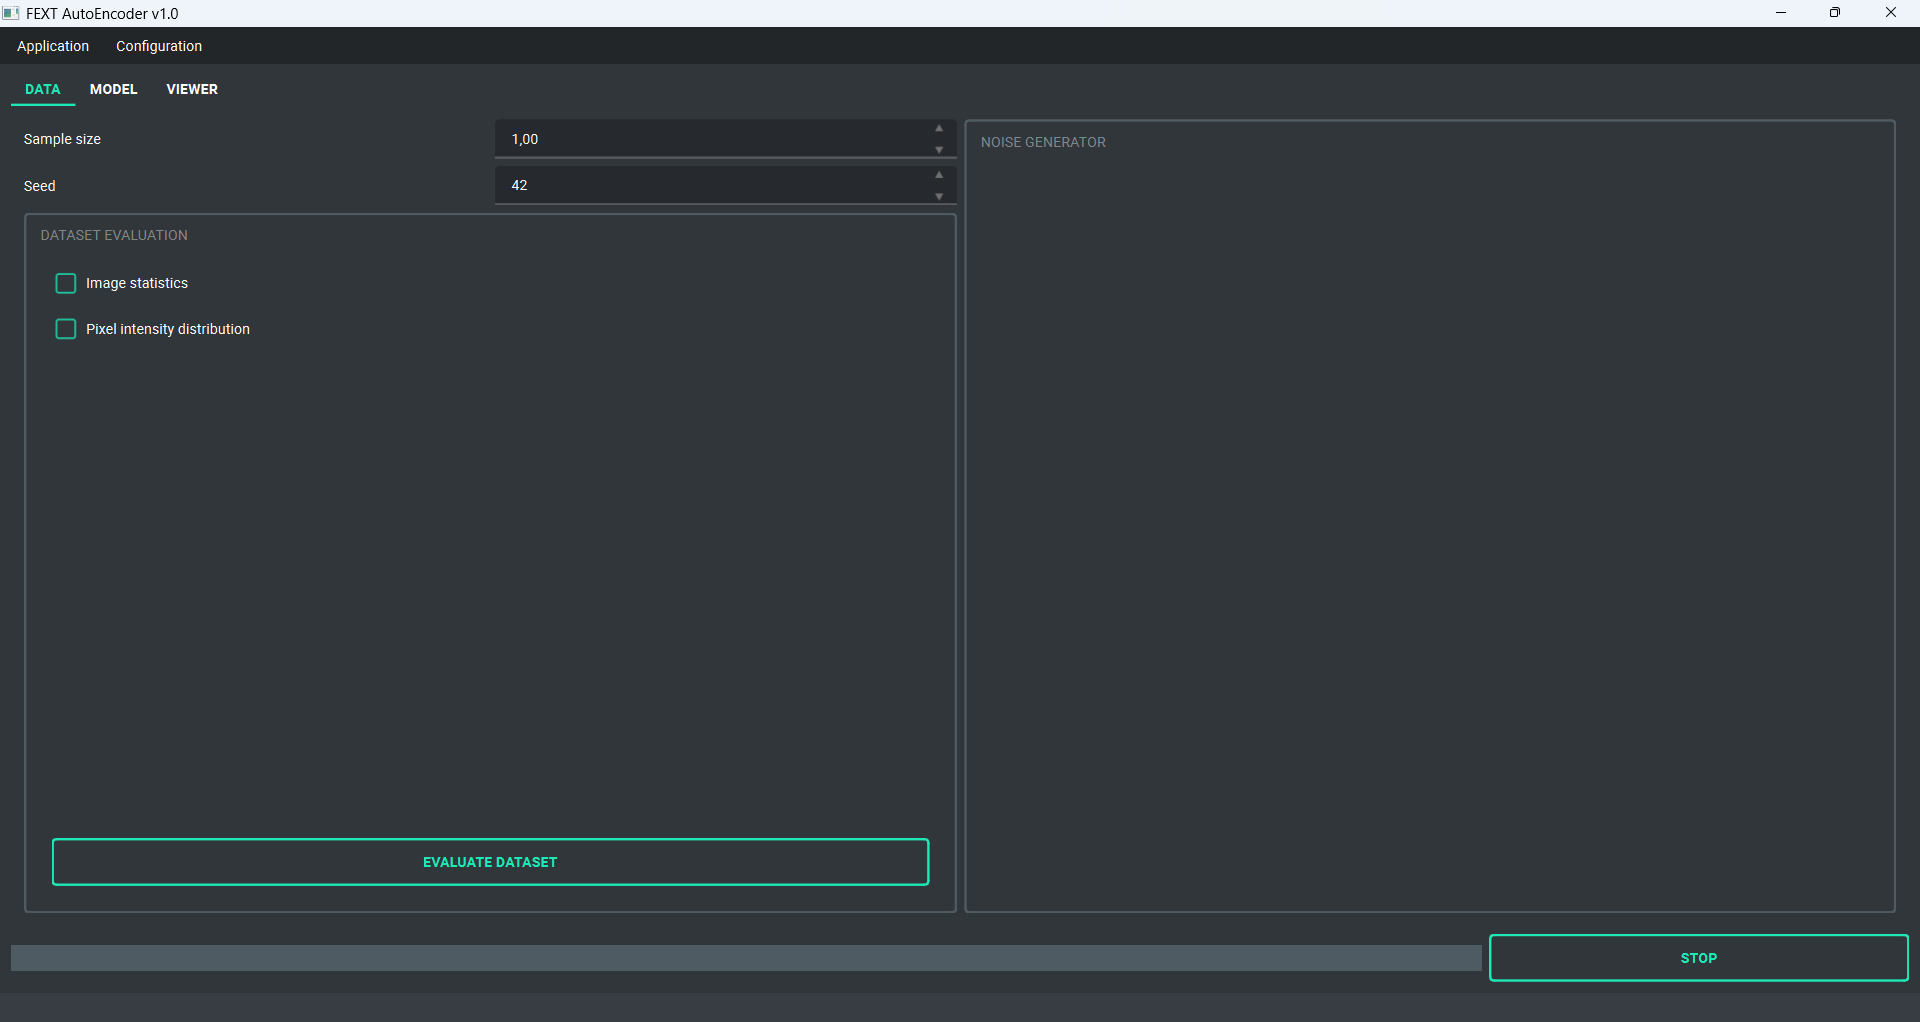 FEXT AutoEncoder v1.0
Application Configuration
DATA MODEL VIEWER
Sample size 1,00
Seed 42
DATASET EVALUATION
Image statistics
Pixel intensity distribution
EVALUATE DATASET
NOISE GENERATOR
STOP